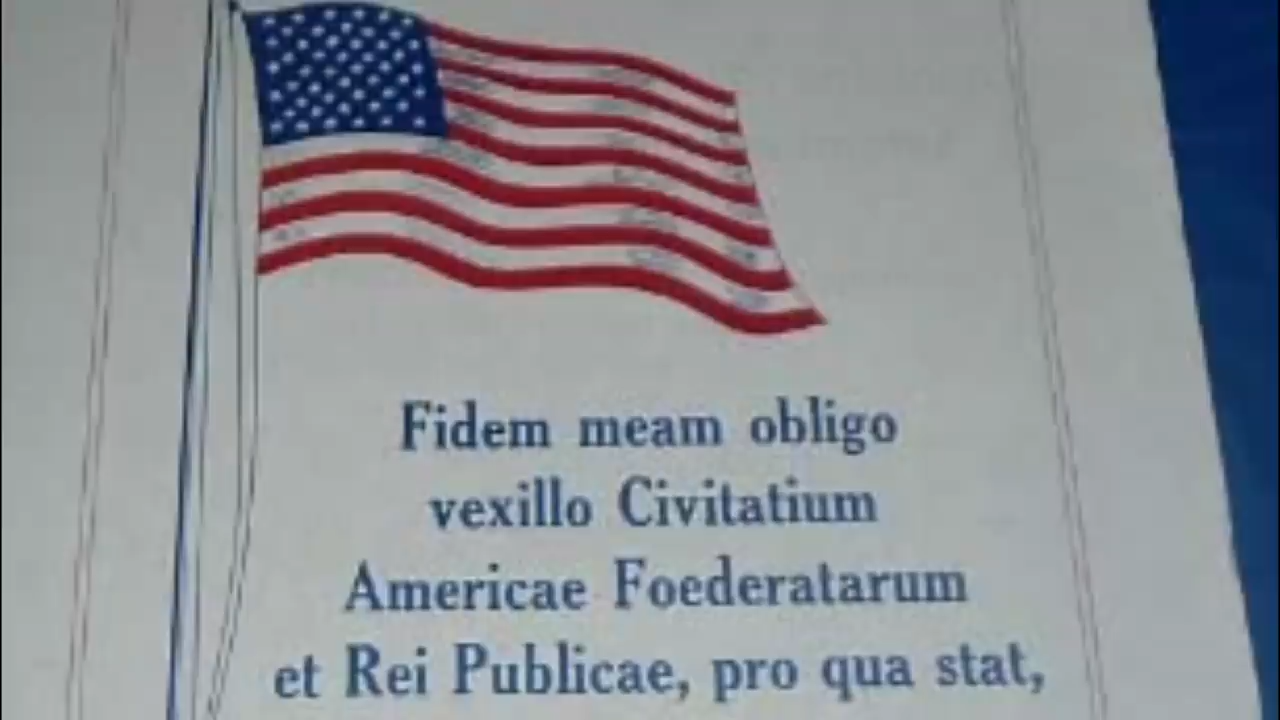 Fidem meam obligo
vexillo Civitatium
Americae Foederatarum
et Rei Publicae, pro qua stat,